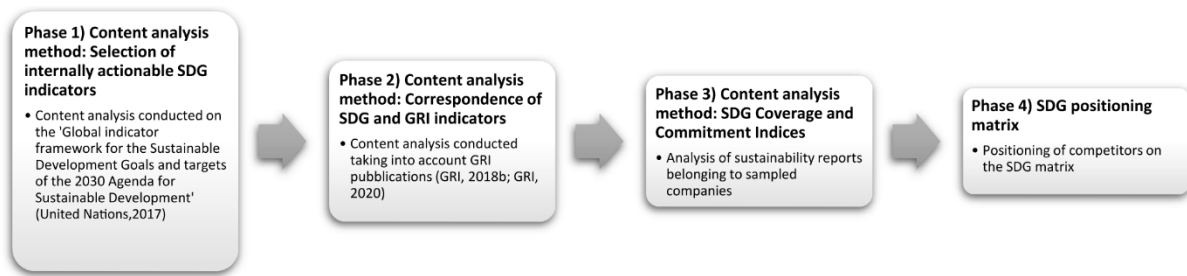 Phase 1) Content analysis
method: Selection of
internally actionable SDG
indicators
• Content analysis conducted on
the 'Global indicator
framework for the Sustainable
Development Goals and targets
of the 2030 Agenda for
Sustainable Development'
(United Nations,2017)
Phase 2) Content analysis
method: Correspondence of
SDG and GRI indicators
• Content analysis conducted
taking into account GRI
pubblications (GRI, 2018b; GRI,
2020)
Phase 3) Content analysis
method: SDG Coverage and
Commitment Indices
• Analysis of sustainability reports
belonging to sampled
companies
Phase 4) SDG positioning
matrix
• Positioning of competitors on
the SDG matrix